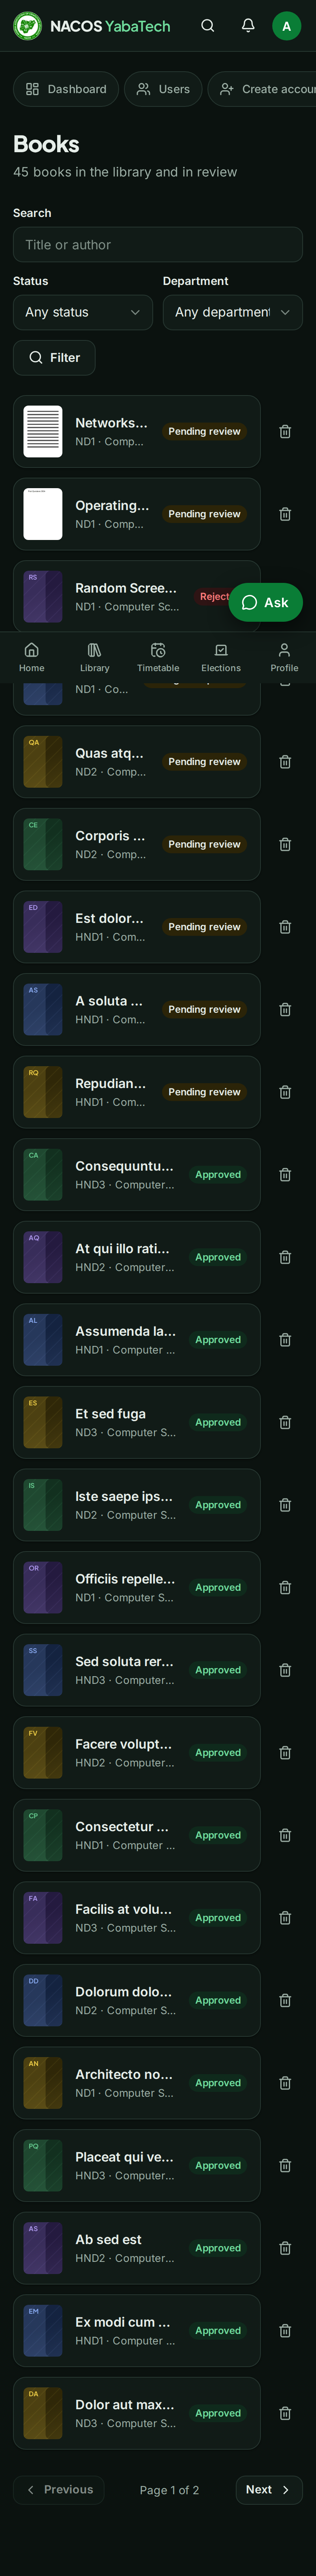 NACOS YabaTech
A
Dashboard
Users
Create accou
Books
45 books in the library and in review
Search
Title or author
Status
Department
Any status
Any department
Filter
Networks...
ND1 · Comp...
Pending review
Operating...
ND1 · Comp...
Pending review
RS
Random Scree...
ND1 · Computer Sc...
Reject
Ask
Home
Library
Timetable
Elections
Profile
ND1 · Co...
QA
Quas atq...
ND2 · Comp...
Pending review
CE
Corporis ...
ND2 · Comp...
Pending review
ED
Est dolor...
HND1 · Com...
Pending review
AS
A soluta ...
HND1 · Com...
Pending review
RQ
Repudian...
HND1 · Com...
Pending review
CA
Consequuntu...
HND3 · Computer...
Approved
AQ
At qui illo rati...
HND2 · Computer...
Approved
AL
Assumenda la...
HND1 · Computer ...
Approved
ES
Et sed fuga
ND3 · Computer S...
Approved
IS
Iste saepe ips...
ND2 · Computer S...
Approved
OR
Officiis repelle...
ND1 · Computer S...
Approved
SS
Sed soluta rer...
HND3 · Computer...
Approved
FV
Facere volupt...
HND2 · Computer...
Approved
CP
Consectetur ...
HND1 · Computer ...
Approved
FA
Facilis at volu...
ND3 · Computer S...
Approved
DD
Dolorum dolo...
ND2 · Computer S...
Approved
AN
Architecto no...
ND1 · Computer S...
Approved
PQ
Placeat qui ve...
HND3 · Computer...
Approved
AS
Ab sed est
HND2 · Computer...
Approved
EM
Ex modi cum ...
HND1 · Computer ...
Approved
DA
Dolor aut max...
ND3 · Computer S...
Approved
Previous
Page 1 of 2
Next